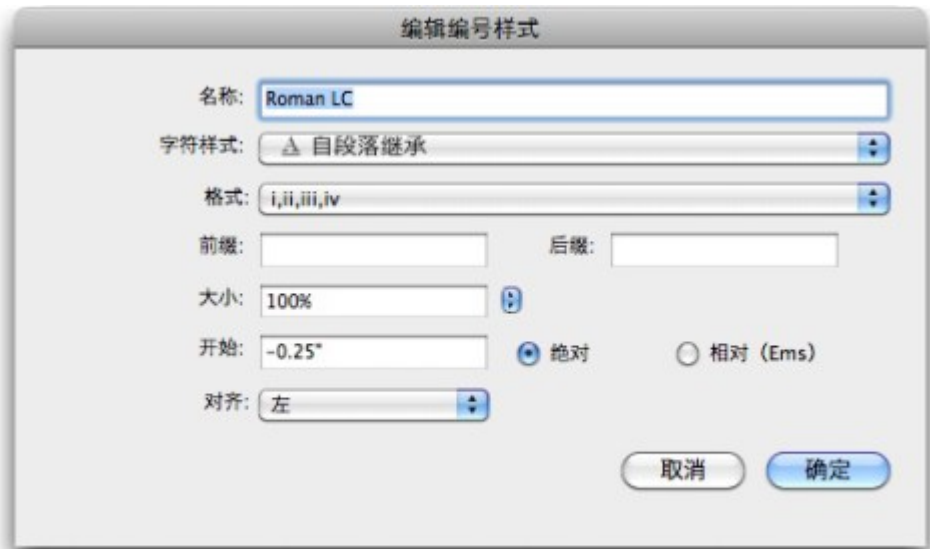 编辑编号样式
名称: Roman LC
字符样式: 自段落继承
格式: i,ii,iii,iv
前缀: 后缀:
大小: 100%
开始: -0.25" 绝对 相对（Ems）
对齐: 左
取消 确定